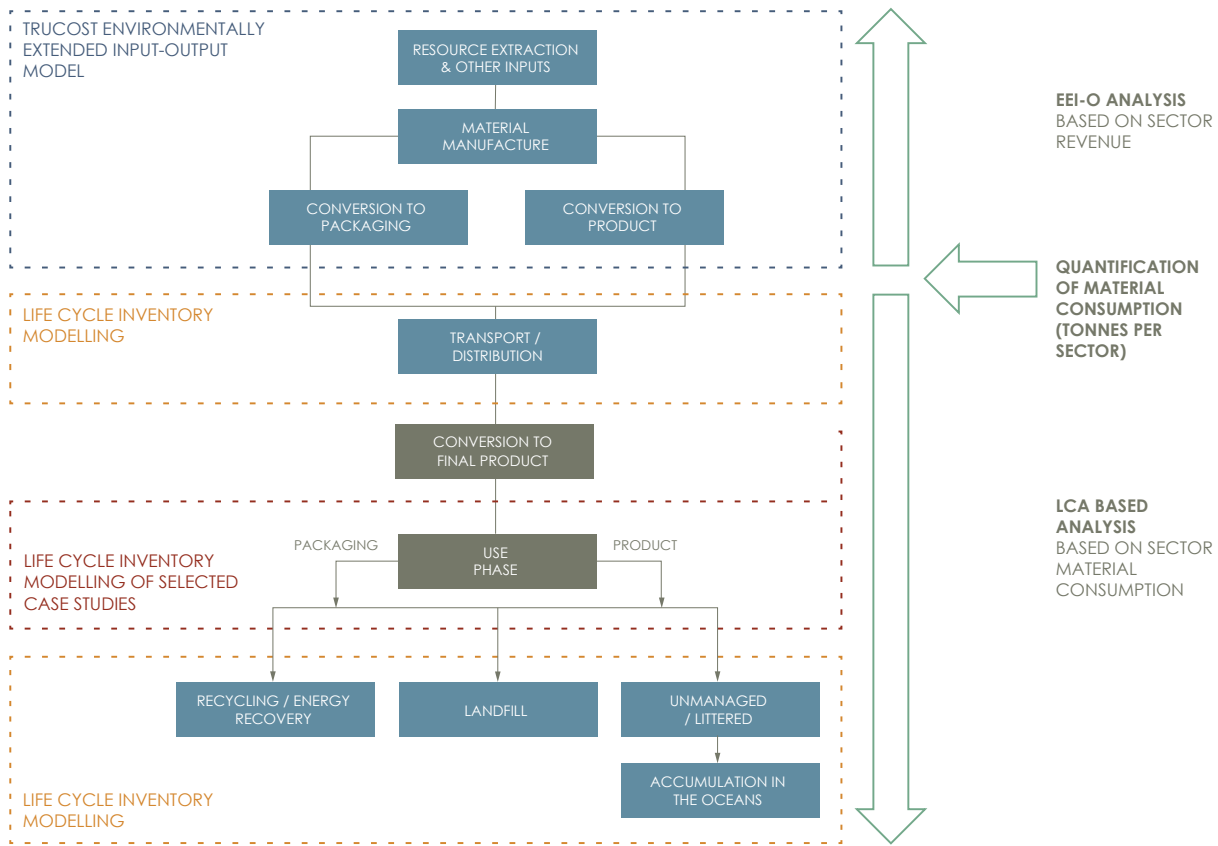 TRUCOST ENVIRONMENTALLY
EXTENDED INPUT-OUTPUT
MODEL
RESOURCE EXTRACTION
& OTHER INPUTS
MATERIAL
MANUFACTURE
CONVERSION TO
PACKAGING
CONVERSION TO
PRODUCT
EEI-O ANALYSIS
BASED ON SECTOR
REVENUE
QUANTIFICATION
OF MATERIAL
CONSUMPTION
(TONNES PER
SECTOR)
LIFE CYCLE INVENTORY
MODELLING
TRANSPORT /
DISTRIBUTION
CONVERSION TO
FINAL PRODUCT
LIFE CYCLE INVENTORY
MODELLING OF SELECTED
CASE STUDIES
PACKAGING
USE
PHASE
PRODUCT
LCA BASED
ANALYSIS
BASED ON SECTOR
MATERIAL
CONSUMPTION
RECYCLING / ENERGY
RECOVERY
LANDFILL
UNMANAGED
/ LITTERED
ACCUMULATION IN
THE OCEANS
LIFE CYCLE INVENTORY
MODELLING